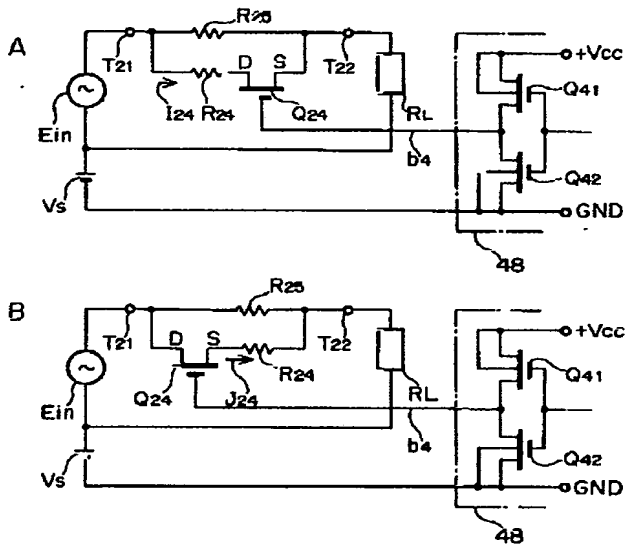 A
R25
T21
D S
T22
+Vcc
Q41
I24
R24
Q24
RL
Ein
b4
Q42
Vs
GND
48
B
R25
T21
D S
T22
+Vcc
Q41
R24
Q24
J24
RL
Ein
b4
Q42
Vs
GND
48